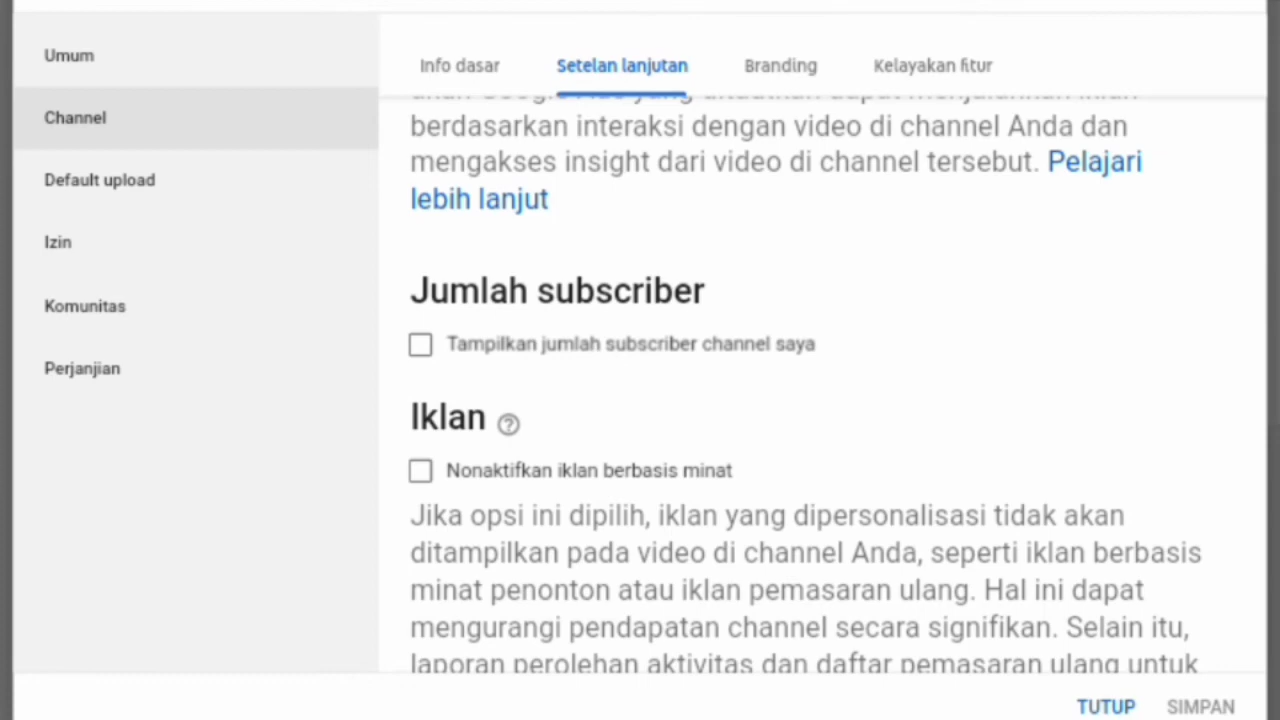 Umum
Channel
Default upload
Izin
Komunitas
Perjanjian
Info dasar
Setelan lanjutan
Branding
Kelayakan fitur
berdasarkan interaksi dengan video di channel Anda dan
mengakses insight dari video di channel tersebut. Pelajari
lebih lanjut
Jumlah subscriber
Tampilkan jumlah subscriber channel saya
Iklan
Nonaktifkan iklan berbasis minat
Jika opsi ini dipilih, iklan yang dipersonalisasi tidak akan
ditampilkan pada video di channel Anda, seperti iklan berbasis
minat penonton atau iklan pemasaran ulang. Hal ini dapat
mengurangi pendapatan channel secara signifikan. Selain itu,
laporan perolehan aktivitas dan daftar pemasaran ulang untuk
TUTUP
SIMPAN